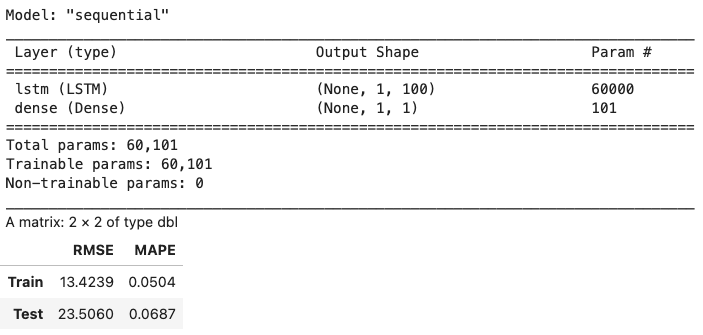 Model: "sequential"
Layer (type) Output Shape Param #
lstm (LSTM) (None, 1, 100) 60000
dense (Dense) (None, 1, 1) 101
Total params: 60,101
Trainable params: 60,101
Non-trainable params: 0
A matrix: 2 × 2 of type dbl
RMSE MAPE
Train 13.4239 0.0504
Test 23.5060 0.0687